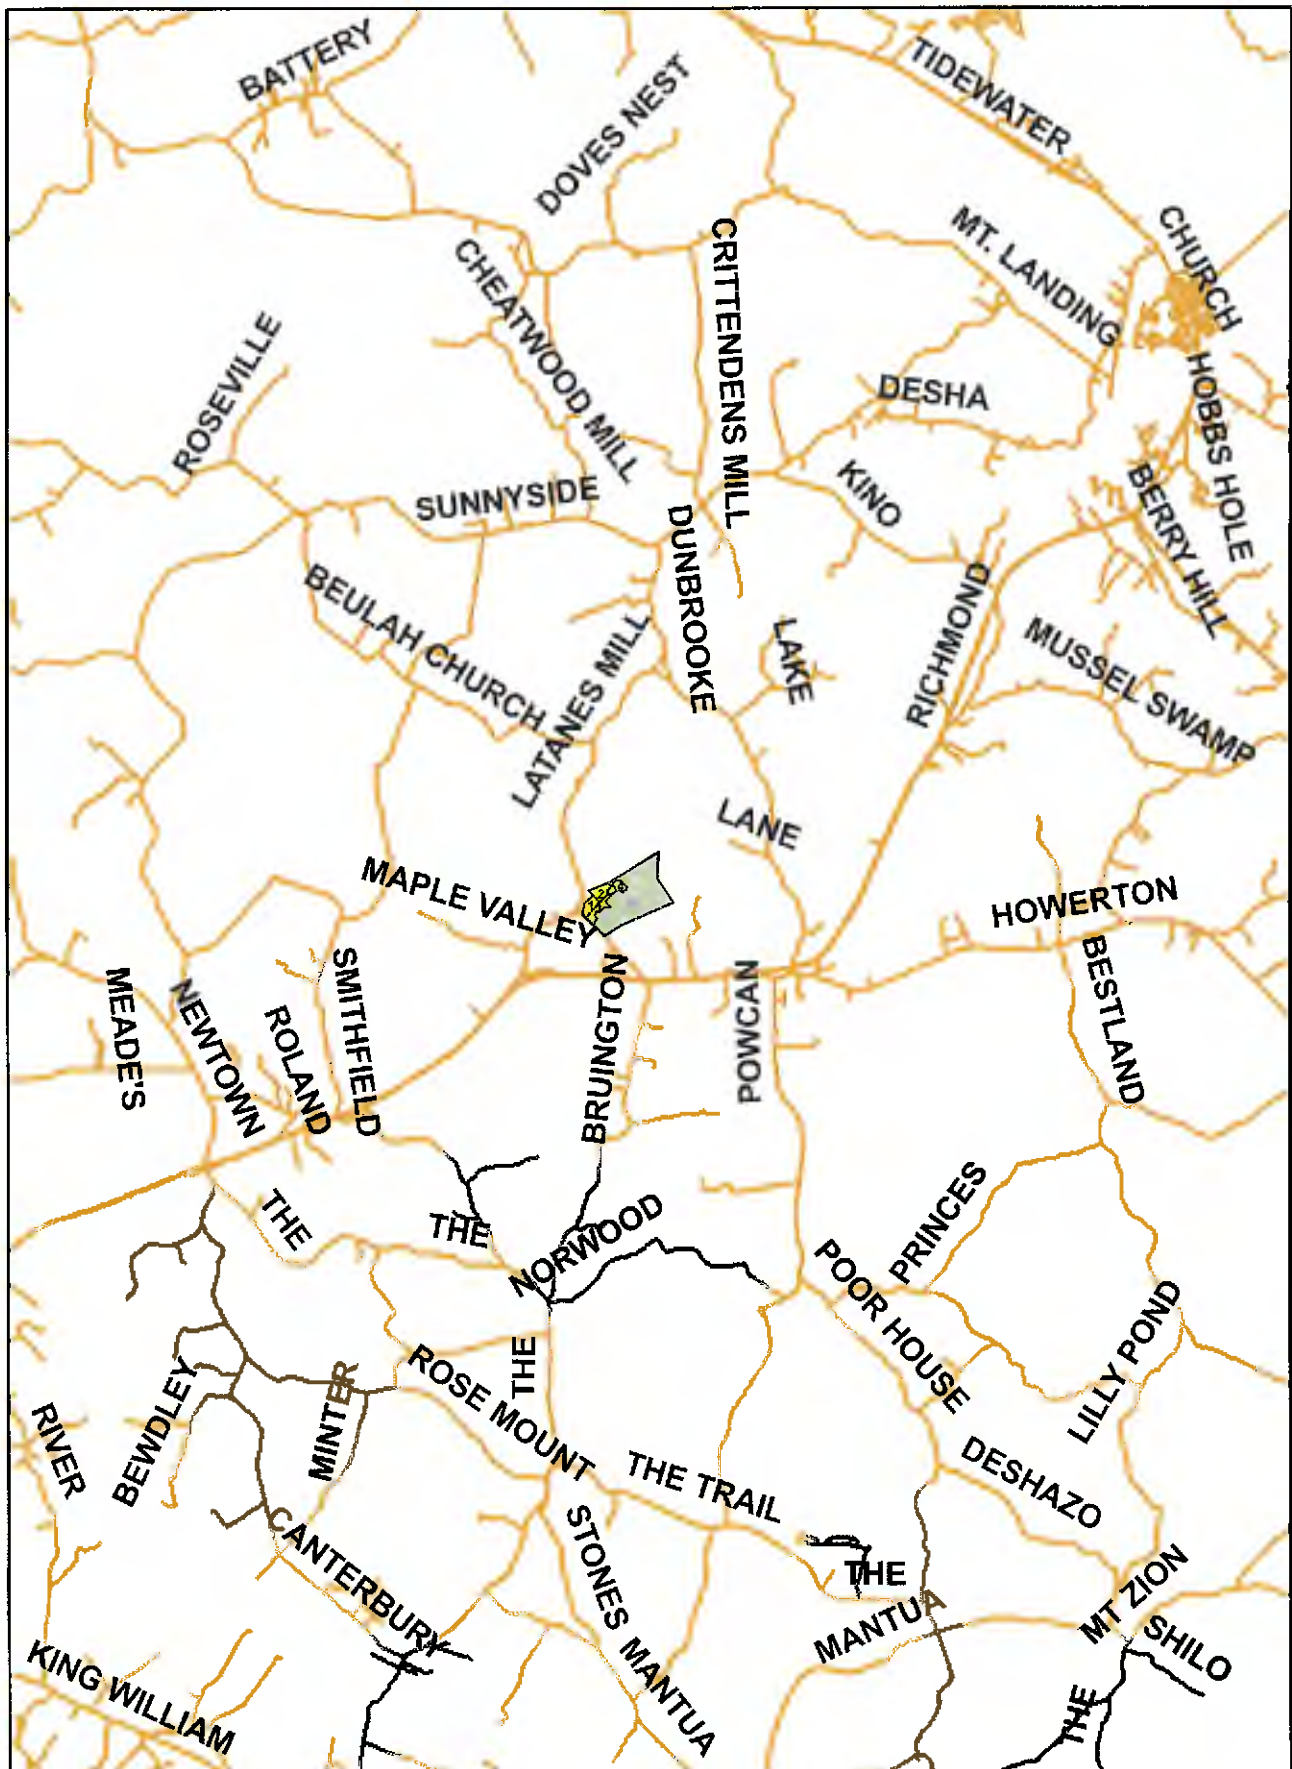 BATTERY
TIDEWATER
DOVES NEST
CHURCH
MT. LANDING
CRITTENDENS MILL
CHEATWOOD MILL
ROSEVILLE
HOBBS HOLE
DESHA
KINO
SUNNYSIDE
BERRY HILL
DUNBROOKE
BEULAH CHURCH
RICHMOND
LAKE
MUSSEL SWAMP
LATANES MILL
LANE
MAPLE VALLEY
HOWERTON
BESTLAND
MEADE'S
NEWTOWN
ROLAND
SMITHFIELD
BRUINGTON
POWCAN
THE
THE
NORWOOD
PRINCES
POOR HOUSE
LILLY POND
THE
ROSE MOUNT
MINTER
BEWDLEY
RIVER
THE TRAIL
DESHAZO
STONES
CANTERBURY
THE
MANTUA
MT ZION
SHILO
MANTUA
KING WILLIAM
THE